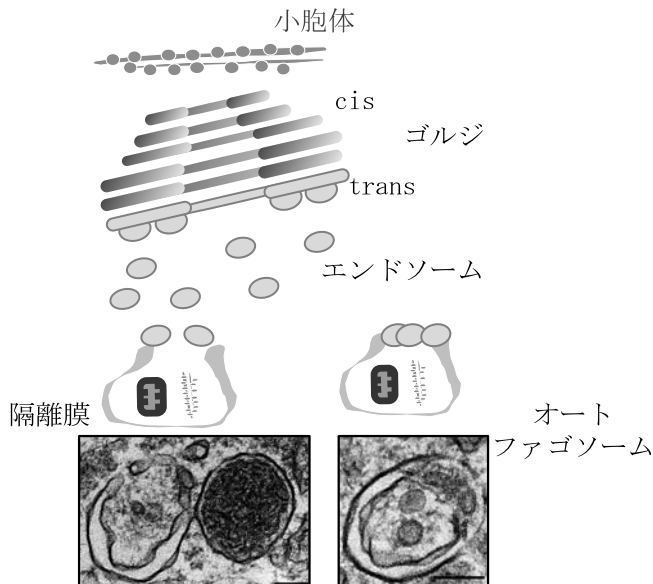 小胞体
cis
ゴルジ
trans
エンドソーム
隔離膜
オート
ファゴソーム